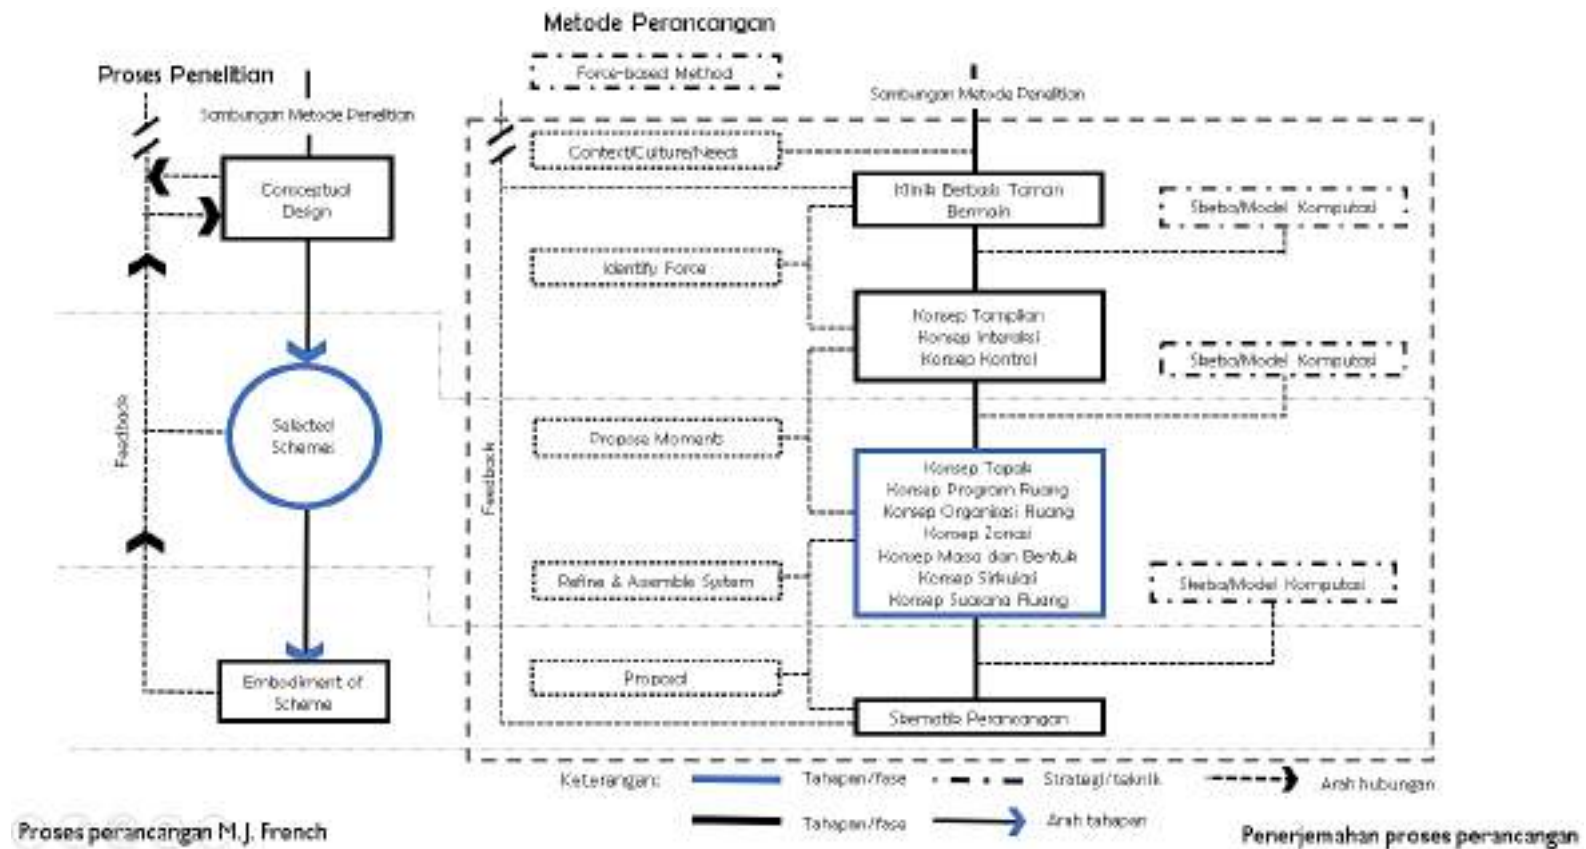 Metode Perancangan
Proses Penelitian
Sambungan Metode Penelitian
Conceptual
Design
Selected
Schemes
Feedback
Embodiment of
Scheme
Force-based Method
Sambungan Metode Penelitian
Context/Culture/Needs
Klinik Berbasis Taman
Bermain
Sketsa/Model Komputasi
Identify Force
Konsep Tampilan
Konsep Interaksi
Konsep Kontrol
Sketsa/Model Komputasi
Propose Moments
Feedback
Konsep Tapak
Konsep Program Ruang
Konsep Organisasi Ruang
Konsep Zonasi
Konsep Massa dan Bentuk
Konsep Sirkulasi
Konsep Suasana Ruang
Refine & Assemble System
Sketsa/Model Komputasi
Proposal
Skematik Perancangan
Keterangan:
Tahapan/fase
Strategi/teknik
Arah hubungan
Tahapan/fase
Arah tahapan
Proses perancangan M.J. French
Penerjemahan proses perancangan